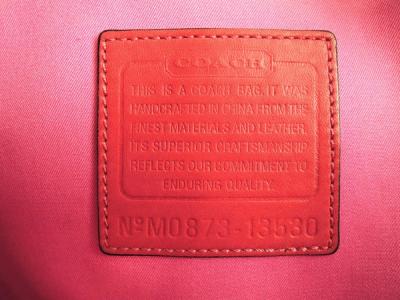 COACH
THIS IS A COACH BAG. IT WAS
HANDCRAFTED IN CHINA FROM THE
FINEST MATERIALS AND LEATHER.
ITS SUPERIOR CRAFTSMANSHIP
REFLECTS OUR COMMITMENT TO
ENDURING QUALITY.
NºM0873-13530